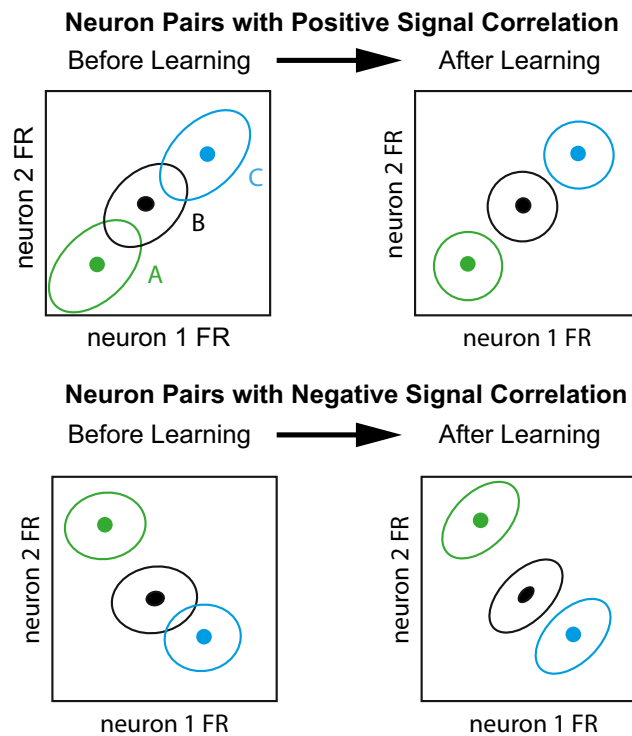 Neuron Pairs with Positive Signal Correlation
Before Learning
After Learning
neuron 2 FR
A
B
C
neuron 1 FR
neuron 2 FR
neuron 1 FR
Neuron Pairs with Negative Signal Correlation
Before Learning
After Learning
neuron 2 FR
neuron 1 FR
neuron 2 FR
neuron 1 FR